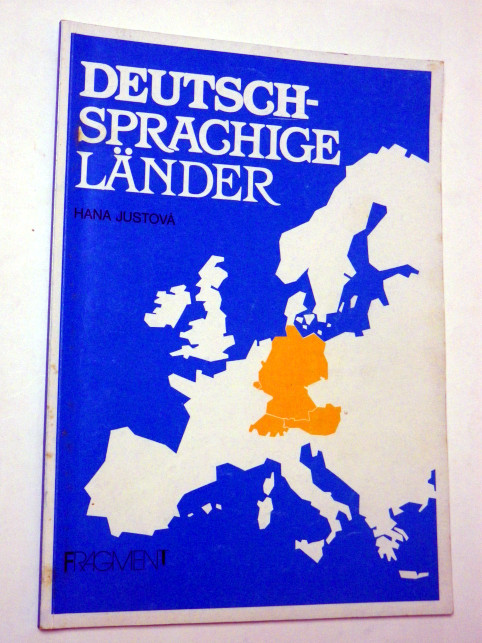 DEUTSCH-
SPRACHIGE
LÄNDER
HANA JUSTOVÁ
FRAGMENT